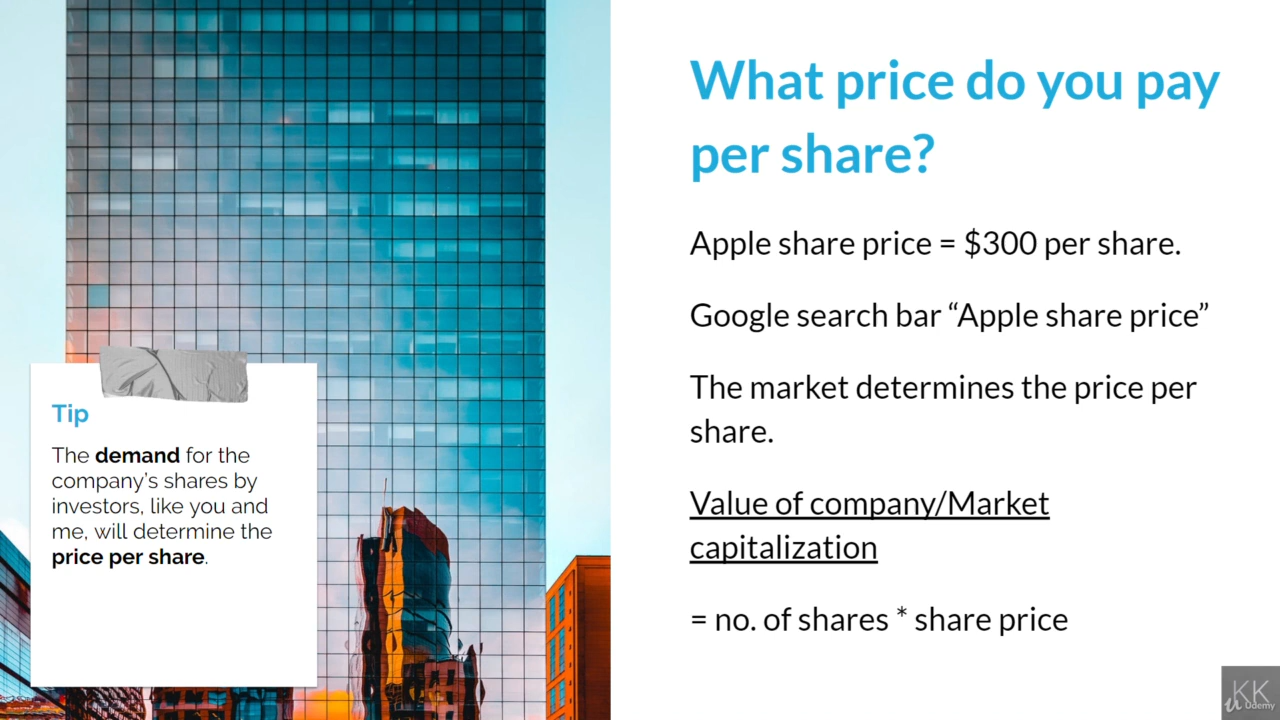 What price do you pay
per share?
Apple share price = $300 per share.
Google search bar “Apple share price”
The market determines the price per
share.
Value of company/Market
capitalization
= no. of shares * share price
Tip
The demand for the
company's shares by
investors, like you and
me, will determine the
price per share.
KK
Udemy